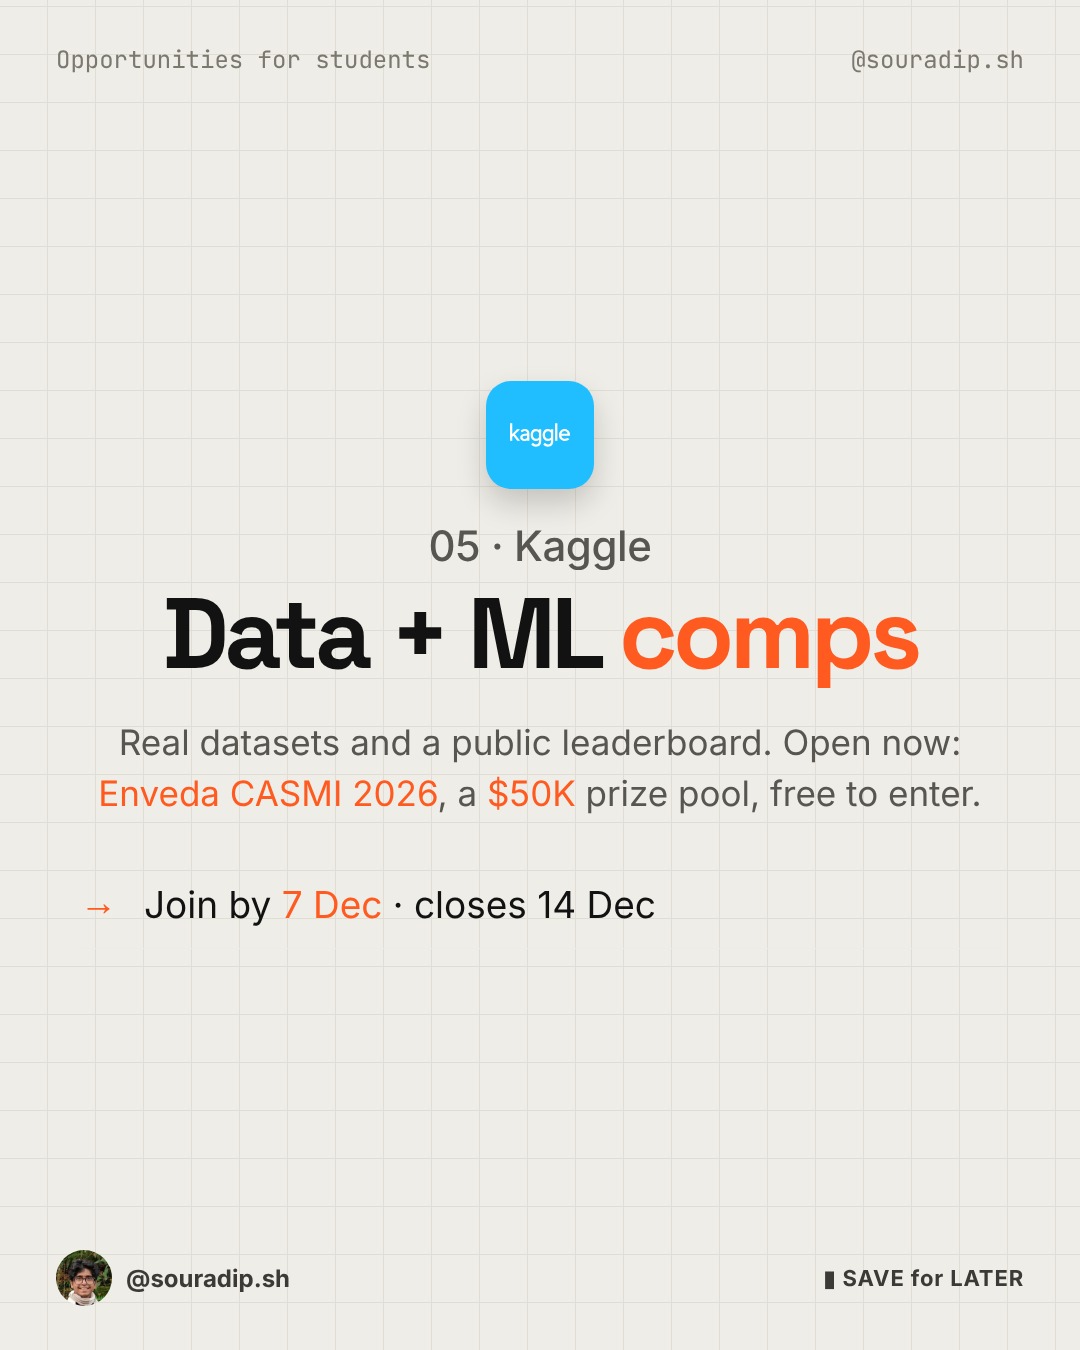 Opportunities for students
@souradip.sh
kaggle
05 · Kaggle
Data + ML comps
Real datasets and a public leaderboard. Open now:
Enveda CASMI 2026, a $50K prize pool, free to enter.
→ Join by 7 Dec · closes 14 Dec
@souradip.sh
SAVE for LATER